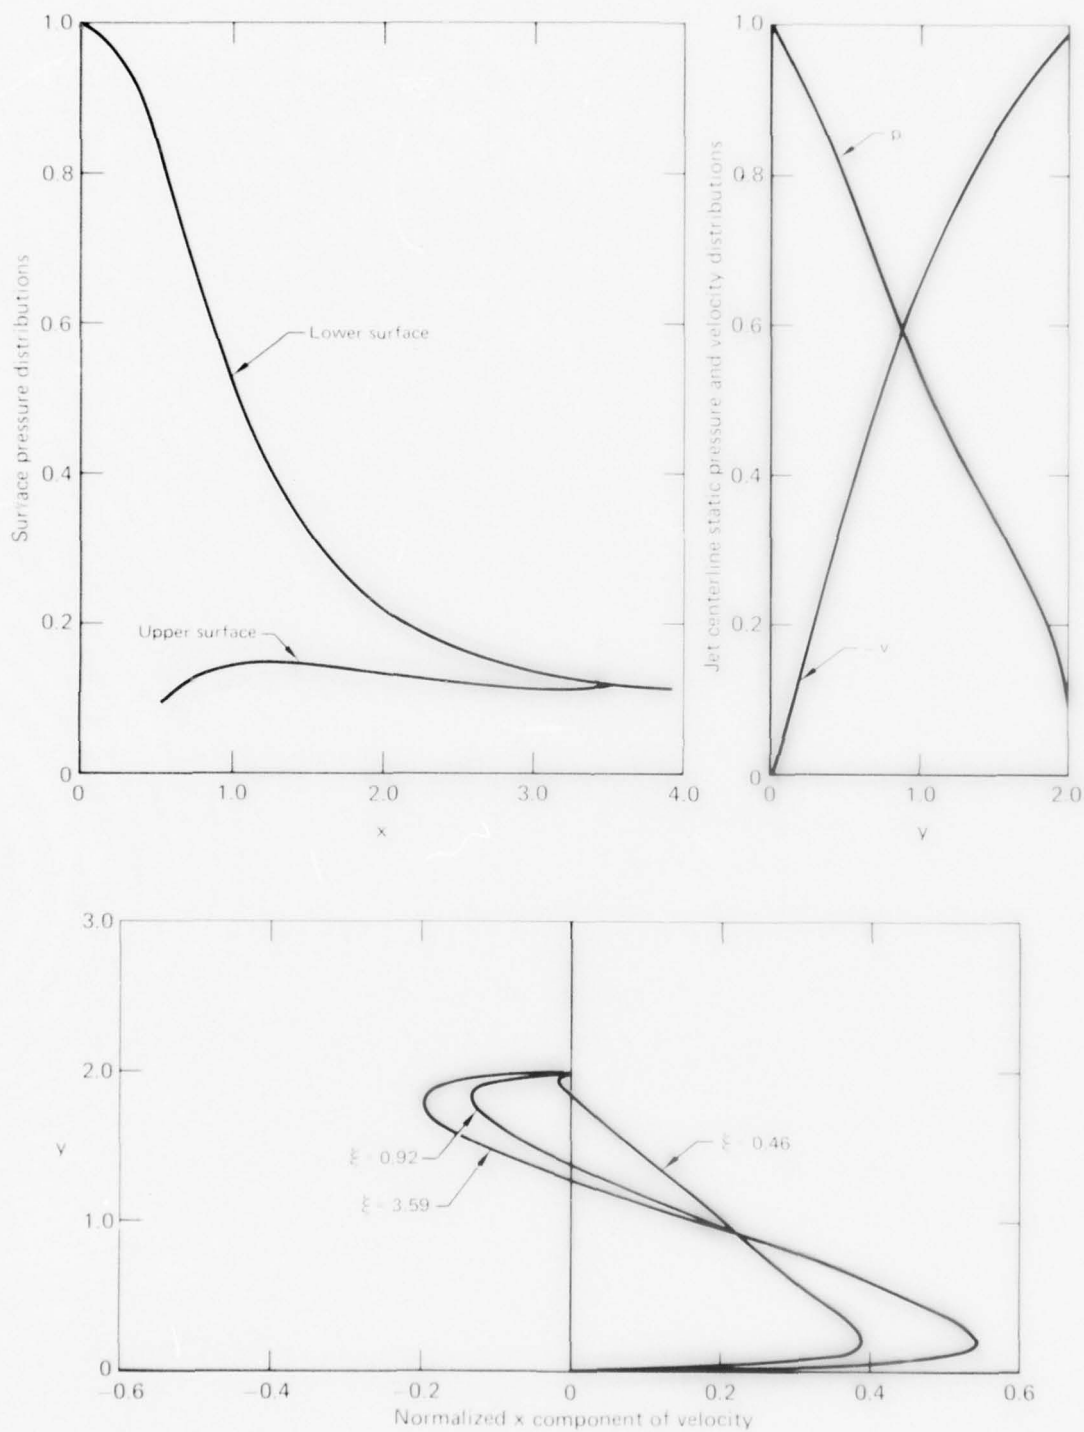 Surface pressure distributions
1.0
0.8
0.6
0.4
0.2
0
0 1.0 2.0 3.0 4.0
x
Lower surface
Upper surface
Jet centerline static pressure and velocity distributions
1.0
0.8
0.6
0.4
0.2
0
0 1.0 2.0
y
p
– v
y
3.0
2.0
1.0
0
−0.6 −0.4 −0.2 0 0.2 0.4 0.6
Normalized x component of velocity
ξ = 0.92
ξ = 3.59
ξ = 0.46